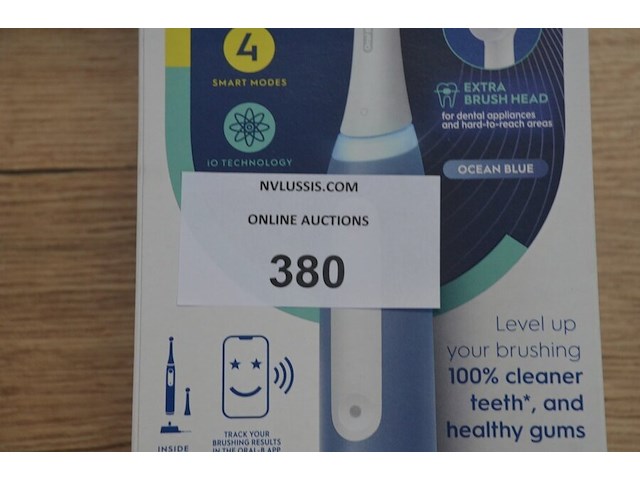 4
SMART MODES
iO TECHNOLOGY
EXTRA
BRUSH HEAD
for dental appliances
and hard-to-reach areas
OCEAN BLUE
NVLUSSIS.COM
ONLINE AUCTIONS
380
Level up
your brushing
100% cleaner
teeth*, and
healthy gums
INSIDE
TRACK YOUR
BRUSHING RESULTS
IN THE ORAL-B APP